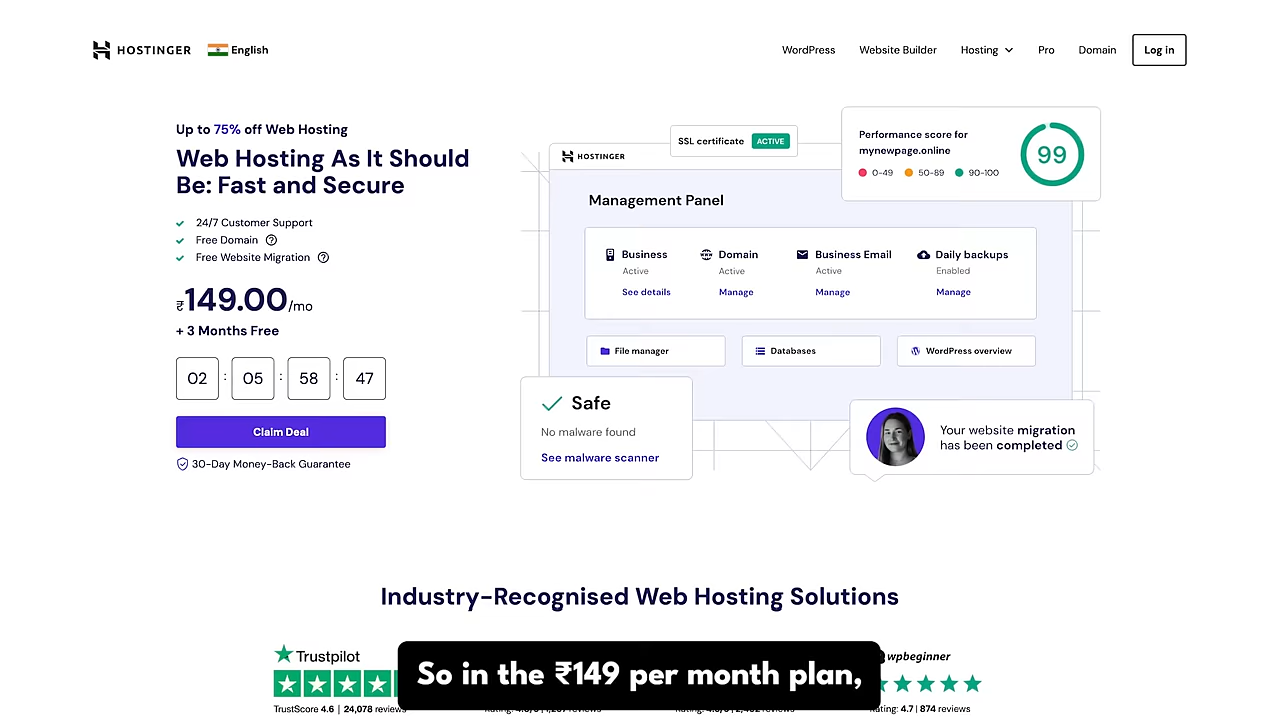 HOSTINGER
English
WordPress
Website Builder
Hosting
Pro
Domain
Log in
Up to 75% off Web Hosting
Web Hosting As It Should
Be: Fast and Secure
24/7 Customer Support
Free Domain
Free Website Migration
₹149.00/mo
+ 3 Months Free
02 : 05 : 58 : 47
Claim Deal
30-Day Money-Back Guarantee
SSL certificate ACTIVE
HOSTINGER
Performance score for
mynewpage.online
0-49 50-89 90-100
99
Management Panel
Business
Active
See details
Domain
Active
Manage
Business Email
Active
Manage
Daily backups
Enabled
Manage
File manager
Databases
WordPress overview
Safe
No malware found
See malware scanner
Your website migration
has been completed
Industry-Recognised Web Hosting Solutions
Trustpilot
TrustScore 4.6 | 24,078 reviews
wpbeginner
Rating: 4.7 | 874 reviews
So in the ₹149 per month plan,